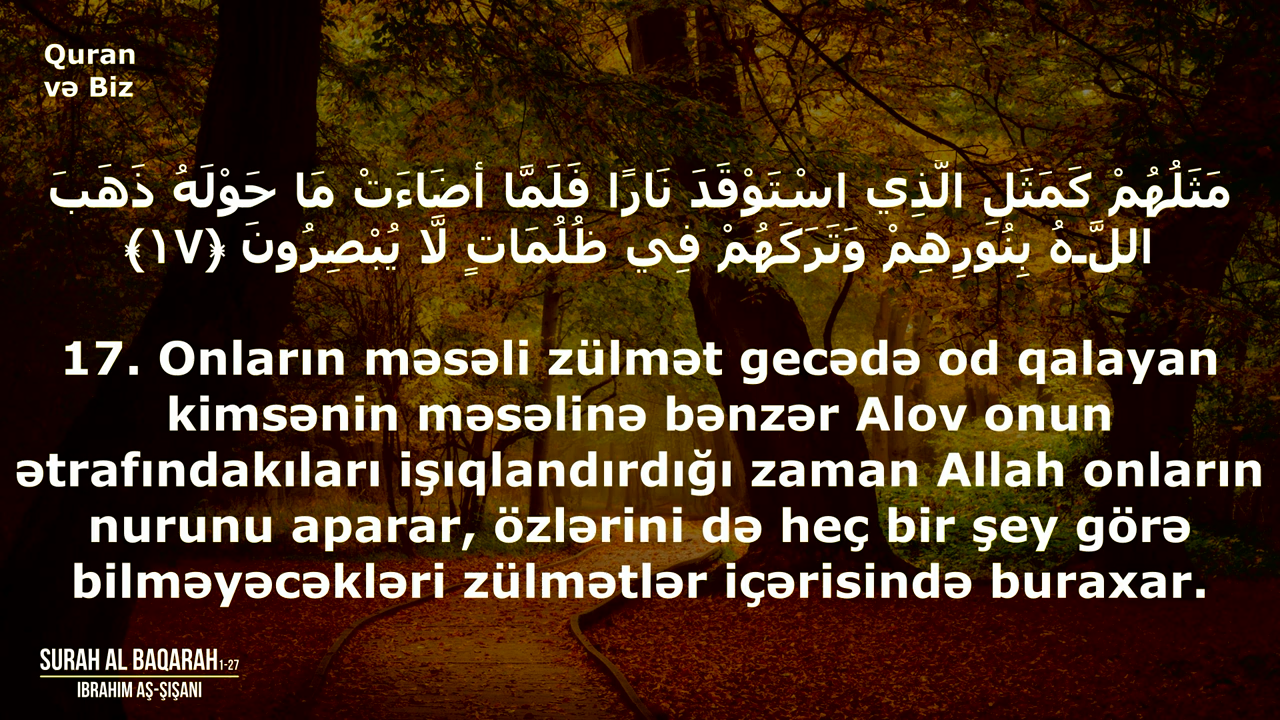 Quran
və Biz
مَثَلُهُمْ كَمَثَلِ الَّذِي اسْتَوْقَدَ نَارًا فَلَمَّا أَضَاءَتْ مَا حَوْلَهُ ذَهَبَ
اللَّـهُ بِنُورِهِمْ وَتَرَكَهُمْ فِي ظُلُمَاتٍ لَّا يُبْصِرُونَ ﴿١٧﴾
17. Onların məsəli zülmət gecədə od qalayan
kimsənin məsəlinə bənzər Alov onun
ətrafındakıları işıqlandırdığı zaman Allah onların
nurunu aparar, özlərini də heç bir şey görə
bilməyəcəkləri zülmətlər içərisində buraxar.
SURAH AL BAQARAH 1-27
IBRAHIM AŞ-ŞIŞANI